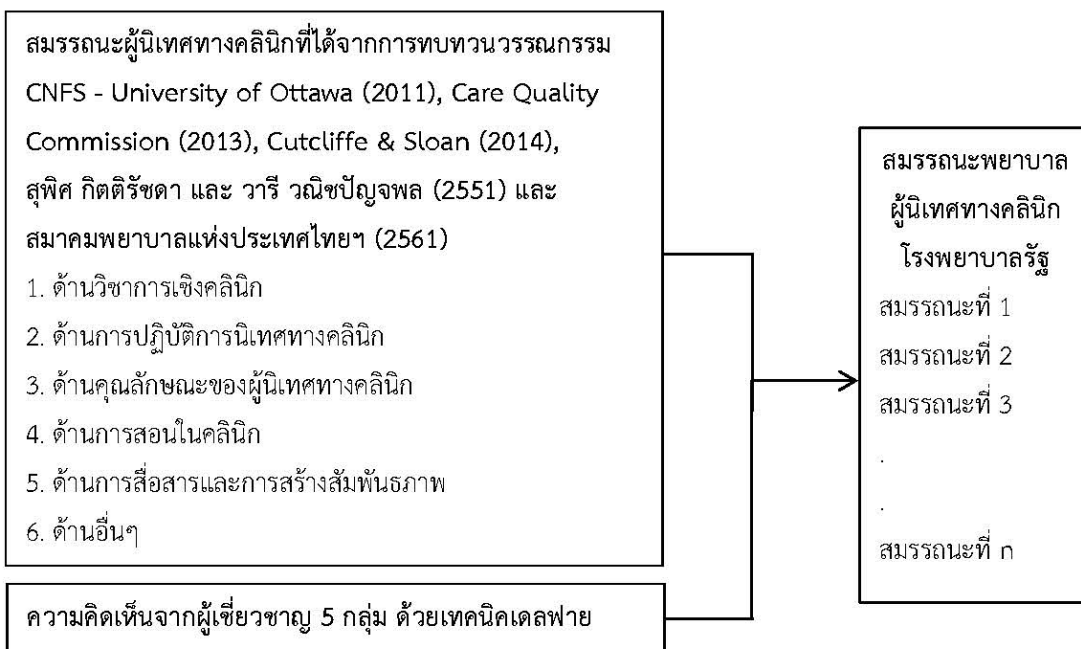 สมรรถนะผู้นิเทศทางคลินิกที่ได้จากการทบทวนวรรณกรรม
CNFS - University of Ottawa (2011), Care Quality
Commission (2013), Cutcliffe & Sloan (2014),
สุพิศ กิตติรัชดา และ วารี วณิชปัญจพล (2551) และ
สมาคมพยาบาลแห่งประเทศไทยฯ (2561)
1. ด้านวิชาการเชิงคลินิก
2. ด้านการปฏิบัติการนิเทศทางคลินิก
3. ด้านคุณลักษณะของผู้นิเทศทางคลินิก
4. ด้านการสอนในคลินิก
5. ด้านการสื่อสารและการสร้างสัมพันธภาพ
6. ด้านอื่นๆ
ความคิดเห็นจากผู้เชี่ยวชาญ 5 กลุ่ม ด้วยเทคนิคเดลฟาย
สมรรถนะพยาบาล
ผู้นิเทศทางคลินิก
โรงพยาบาลรัฐ
สมรรถนะที่ 1
สมรรถนะที่ 2
สมรรถนะที่ 3
.
.
สมรรถนะที่ n